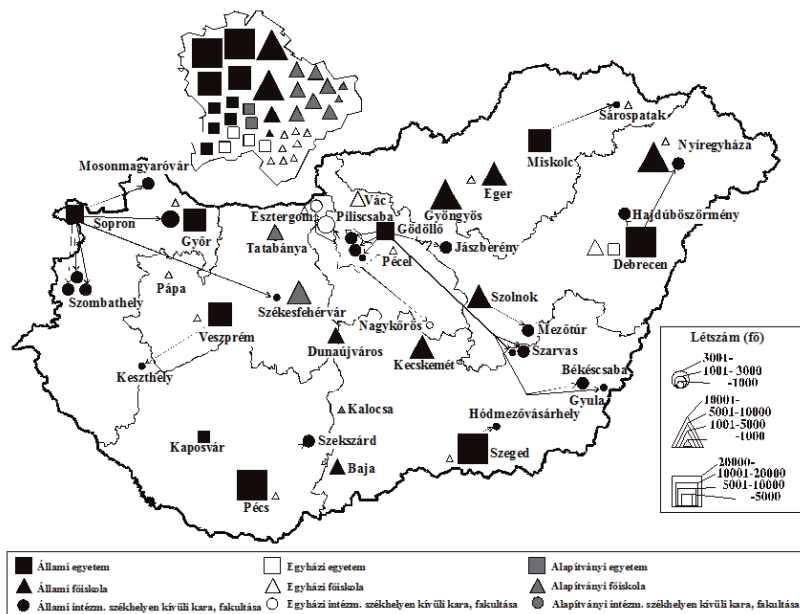 Sárospatak
Miskolc
Nyíregyháza
Mosonmagyaróvár
Eger
Vác
Esztergom
Piliscsaba
Gyöngyös
Hajdúböszörmény
Sopron
Győr
Tatabánya
Gödöllő
Jászberény
Debrecen
Pécel
Pápa
Szombathely
Székesfehérvár
Szolnok
Veszprém
Nagykőrös
Mezőtúr
Dunaújváros
Kecskemét
Szarvas
Keszthely
Békéscsaba
Gyula
Kalocsa
Hódmezővásárhely
Kaposvár
Szekszárd
Szeged
Baja
Pécs
Létszám (fő)
3001-
1001- 3000
-1000
10001-
5001-10000
1001-5000
-1000
20000-
10001-20000
5001-10000
-5000
Állami egyetem
Egyházi egyetem
Alapítványi egyetem
Állami főiskola
Egyházi főiskola
Alapítványi főiskola
Állami intézm. székhelyen kívüli kara, fakultása
Egyházi intézm. székhelyen kívüli kara, fakultása
Alapítványi intézm. székhelyen kívüli kara, fakultása